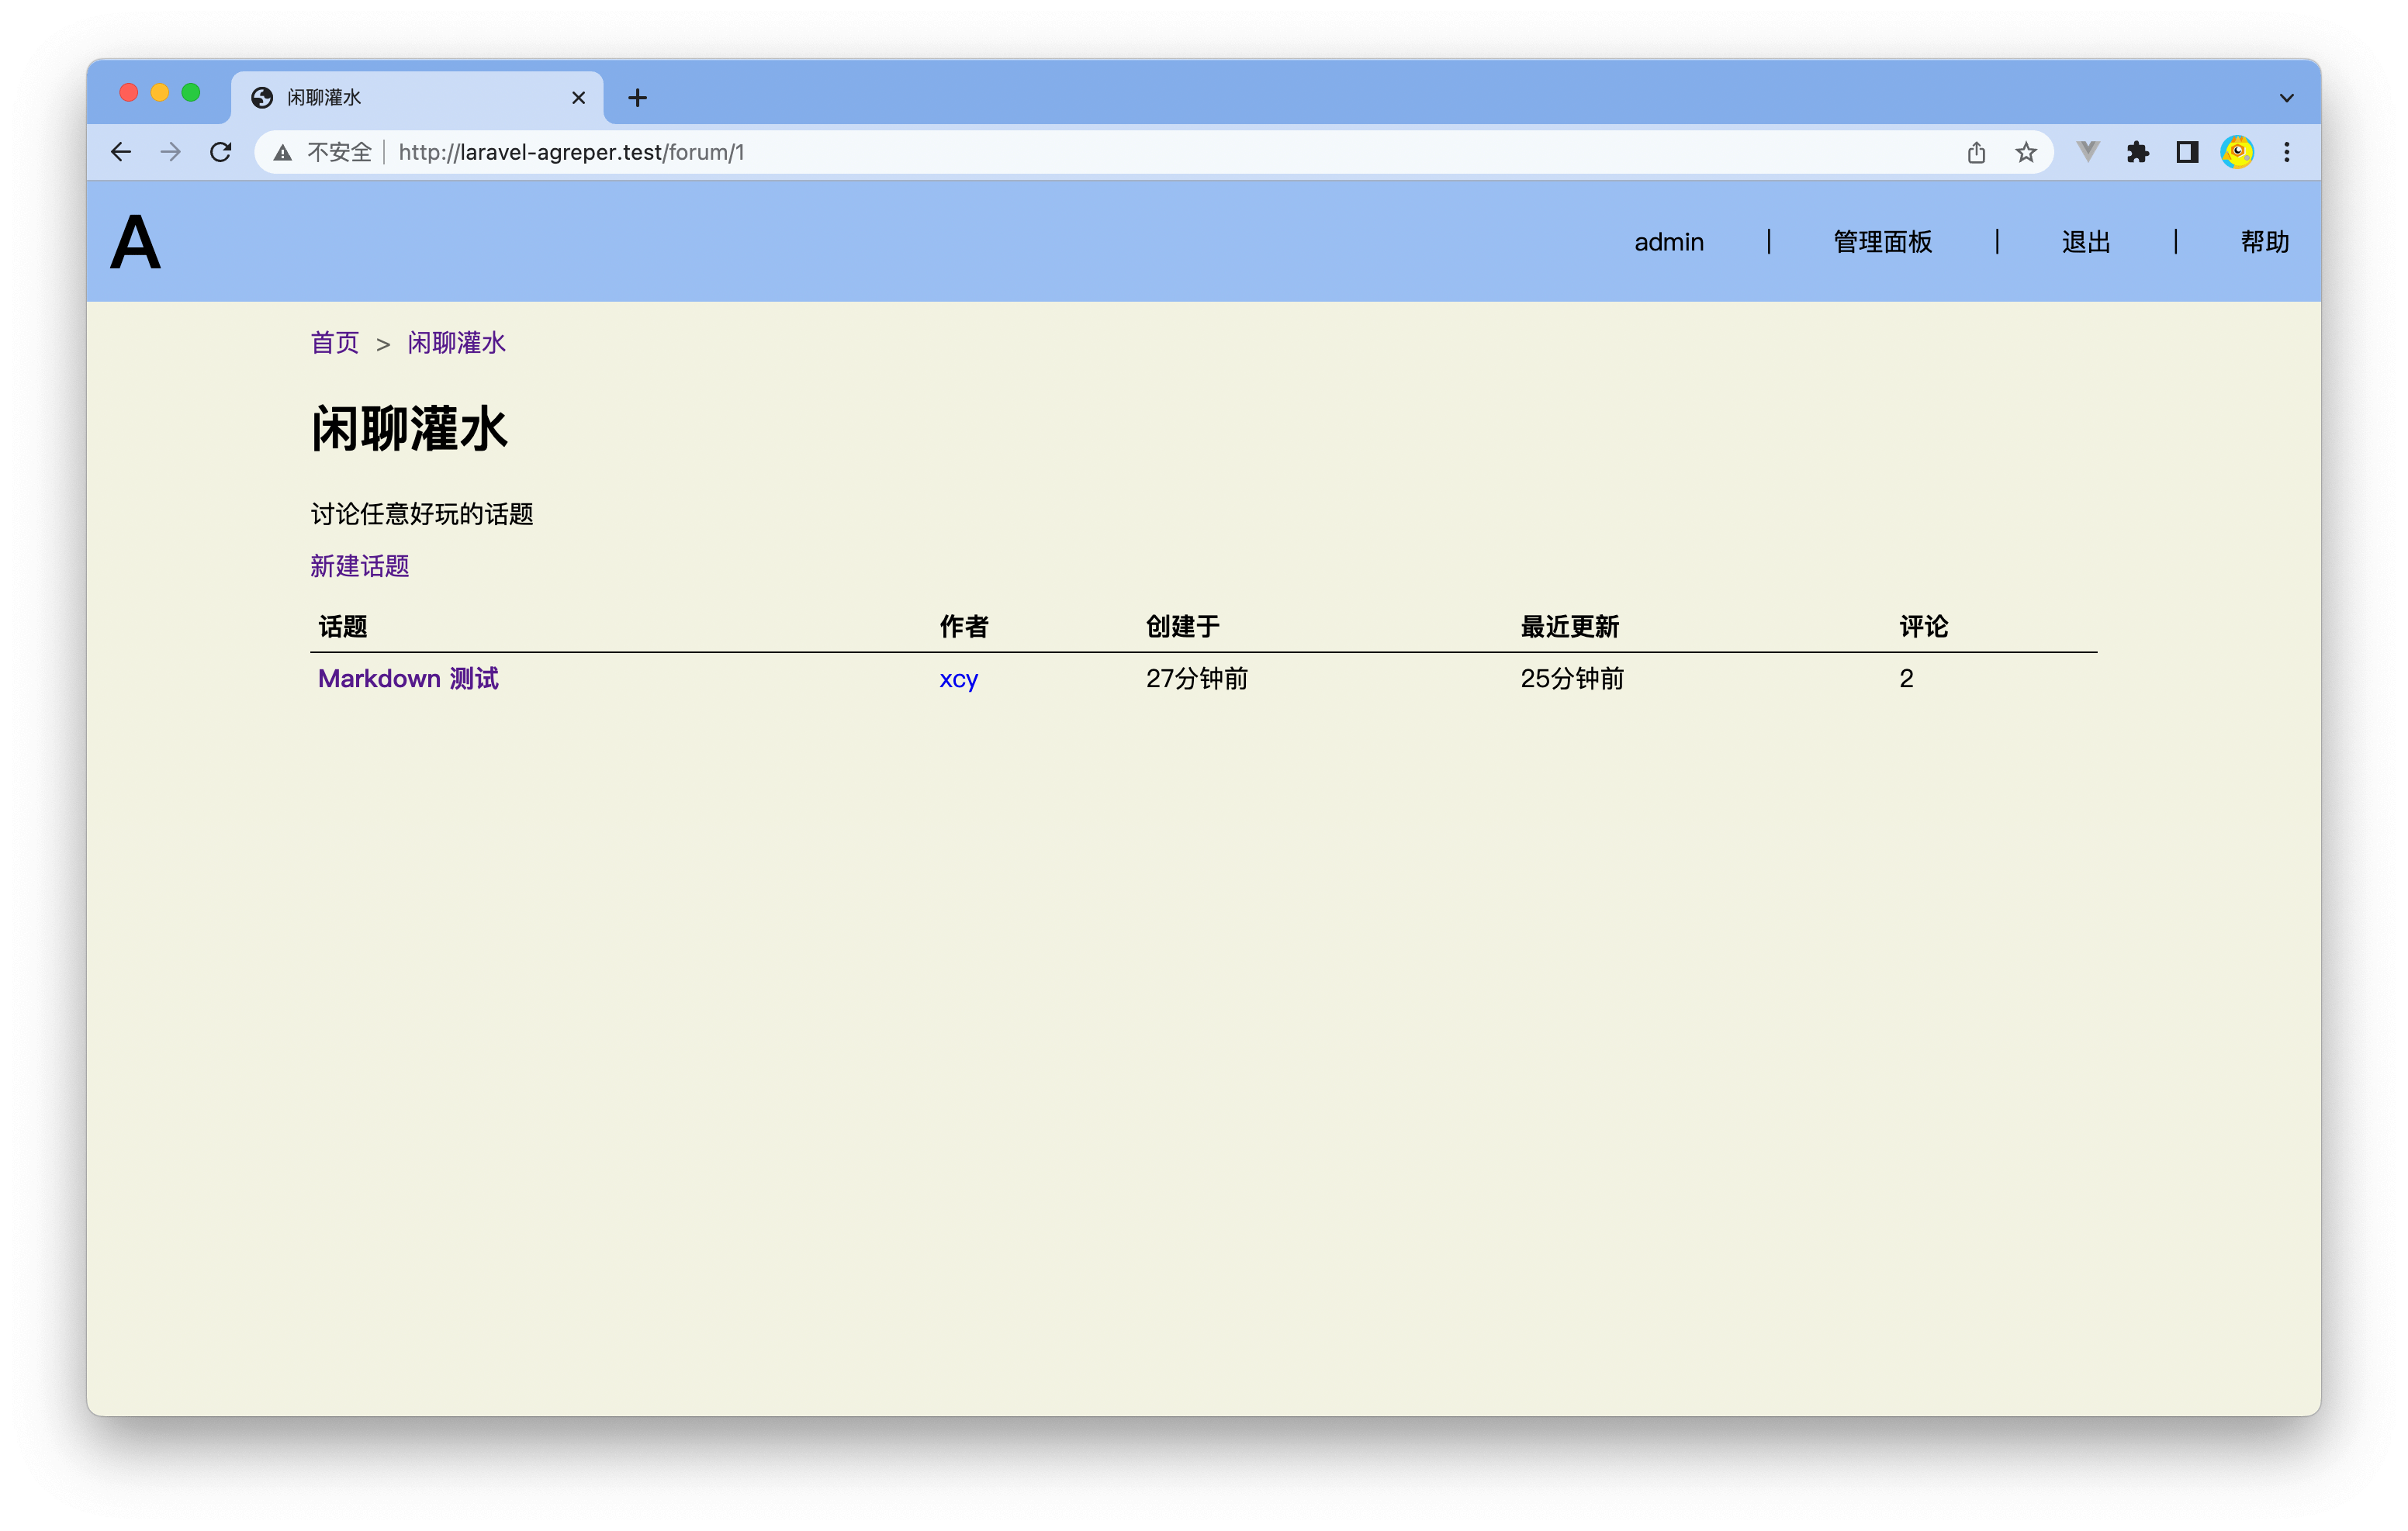 闲聊灌水
不安全 http://laravel-agreper.test/forum/1
A admin | 管理面板 | 退出 | 帮助
首页 > 闲聊灌水
闲聊灌水
讨论任意好玩的话题
新建话题
话题 作者 创建于 最近更新 评论
Markdown 测试 xcy 27分钟前 25分钟前 2